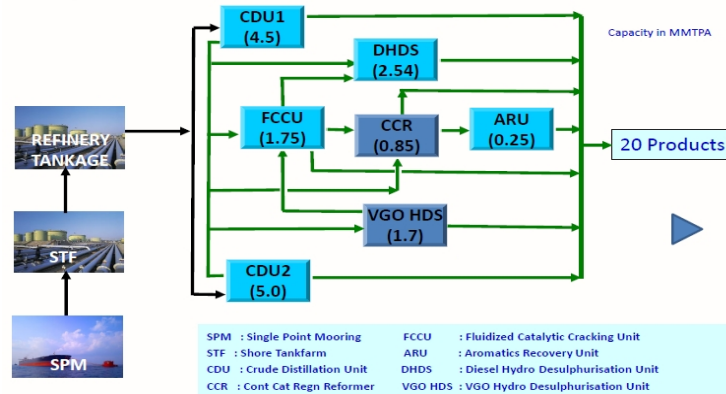 CDU1
(4.5)
Capacity in MMTPA
DHDS
(2.54)
REFINERY
TANKAGE
FCCU
(1.75)
CCR
(0.85)
ARU
(0.25)
20 Products
VGO HDS
(1.7)
STF
CDU2
(5.0)
SPM
SPM : Single Point Mooring FCCU : Fluidized Catalytic Cracking Unit
STF : Shore Tankfarm ARU : Aromatics Recovery Unit
CDU : Crude Distillation Unit DHDS : Diesel Hydro Desulphurisation Unit
CCR : Cont Cat Regn Reformer VGO HDS : VGO Hydro Desulphurisation Unit